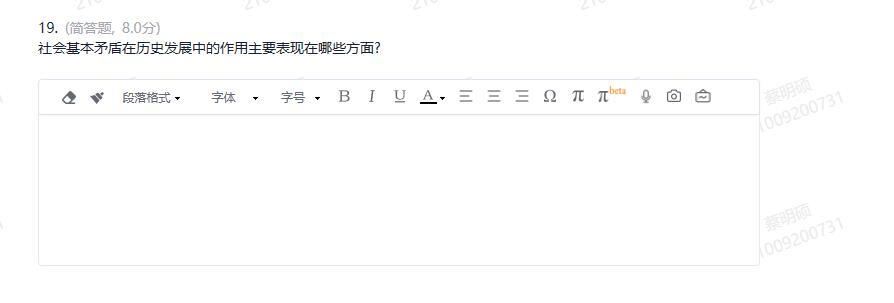 19. (简答题, 8.0分)
社会基本矛盾在历史发展中的作用主要表现在哪些方面?
段落格式 字体 字号 B I U A Ω π π beta
蔡明硕
1009200731
蔡明硕
1009200731